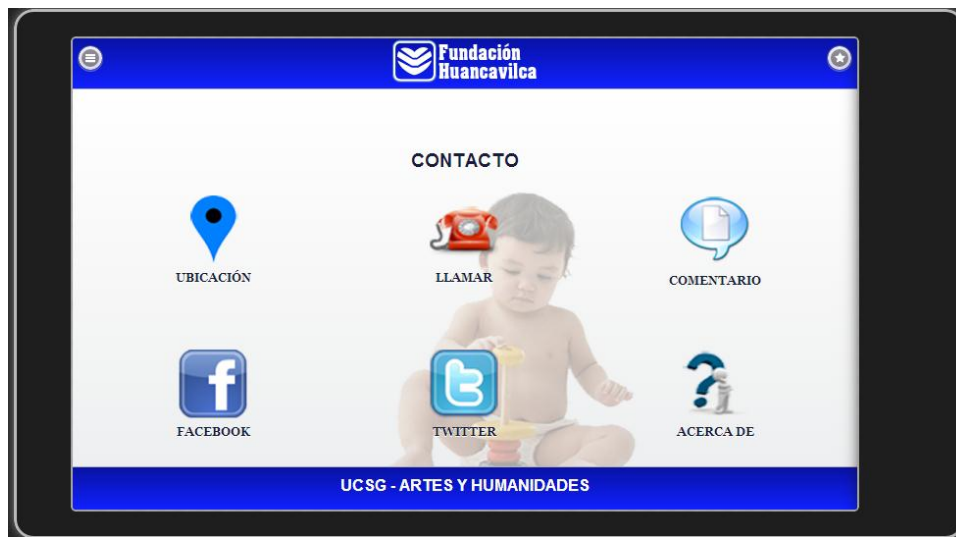 Fundación
Huancavilca
CONTACTO
UBICACIÓN
LLAMAR
COMENTARIO
FACEBOOK
TWITTER
ACERCA DE
UCSG - ARTES Y HUMANIDADES